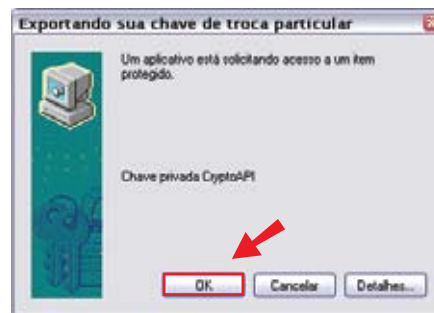 Exportando sua chave de troca particular
Um aplicativo está solicitando acesso a um item
protegido.
Chave privada CryptoAPI
OK
Cancelar
Detalhes...